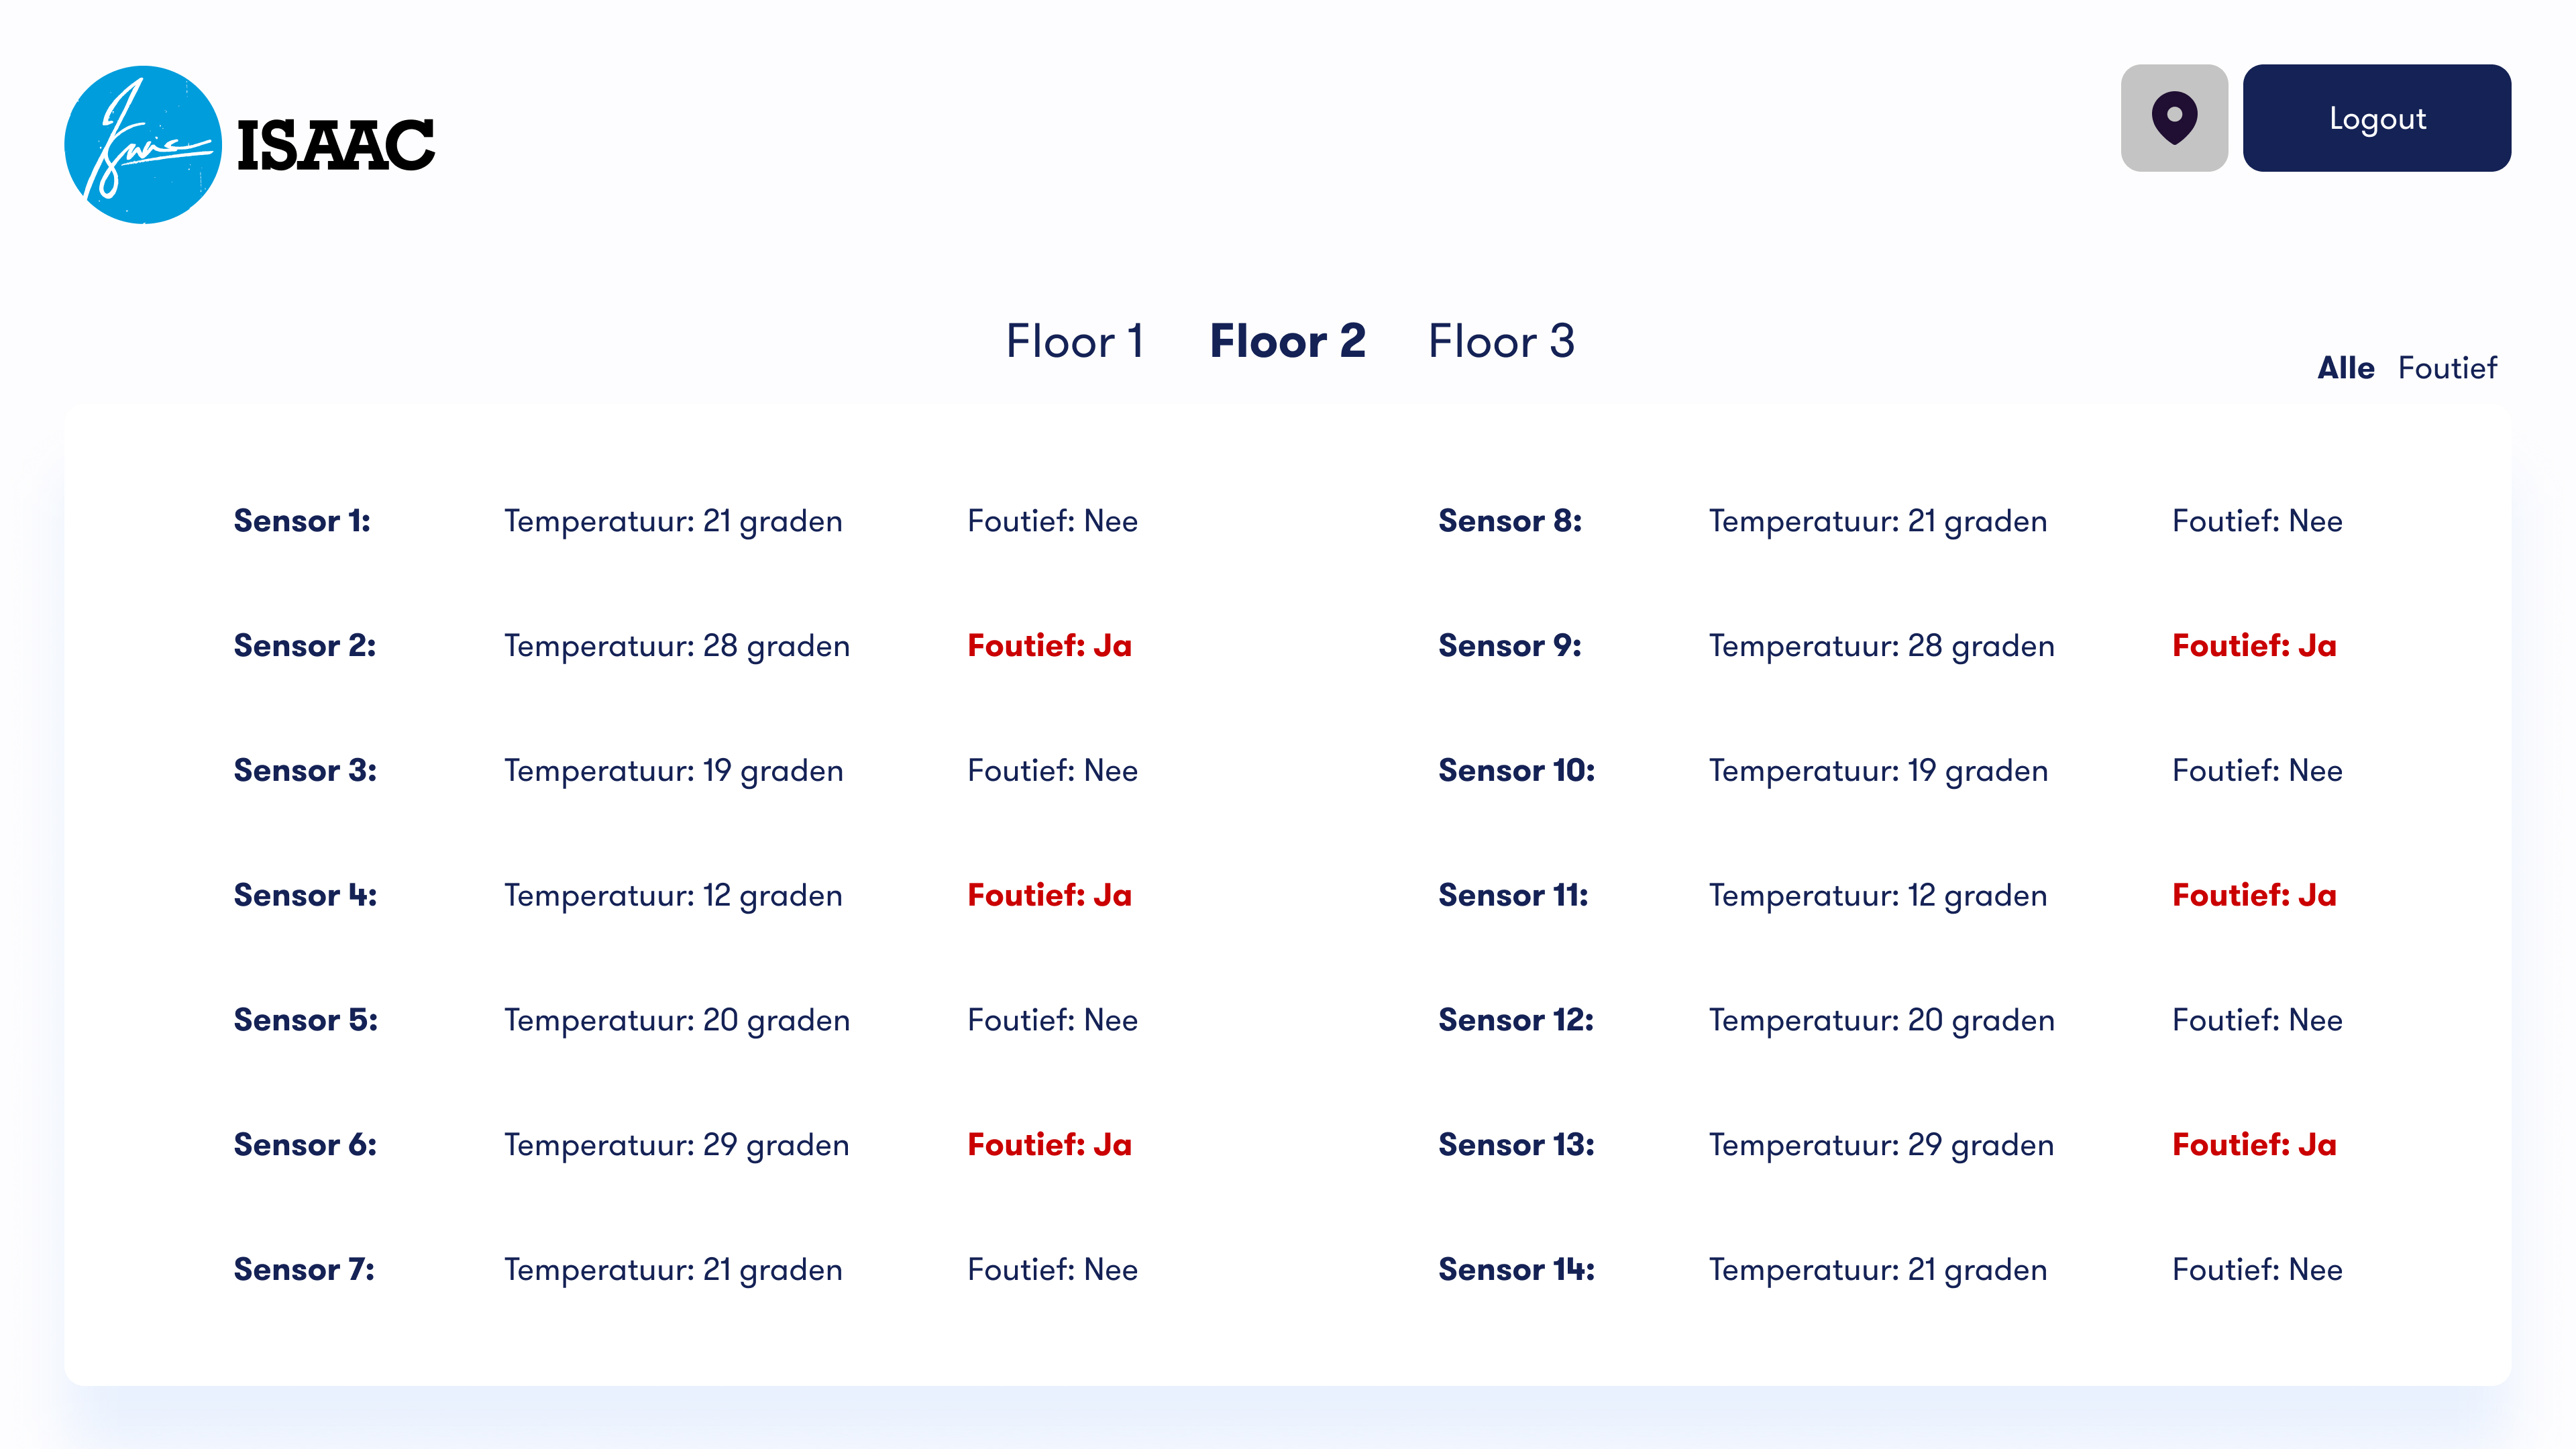 ISAAC
Logout
Floor 1 Floor 2 Floor 3
Alle Foutief
Sensor 1: Temperatuur: 21 graden Foutief: Nee
Sensor 2: Temperatuur: 28 graden Foutief: Ja
Sensor 3: Temperatuur: 19 graden Foutief: Nee
Sensor 4: Temperatuur: 12 graden Foutief: Ja
Sensor 5: Temperatuur: 20 graden Foutief: Nee
Sensor 6: Temperatuur: 29 graden Foutief: Ja
Sensor 7: Temperatuur: 21 graden Foutief: Nee
Sensor 8: Temperatuur: 21 graden Foutief: Nee
Sensor 9: Temperatuur: 28 graden Foutief: Ja
Sensor 10: Temperatuur: 19 graden Foutief: Nee
Sensor 11: Temperatuur: 12 graden Foutief: Ja
Sensor 12: Temperatuur: 20 graden Foutief: Nee
Sensor 13: Temperatuur: 29 graden Foutief: Ja
Sensor 14: Temperatuur: 21 graden Foutief: Nee